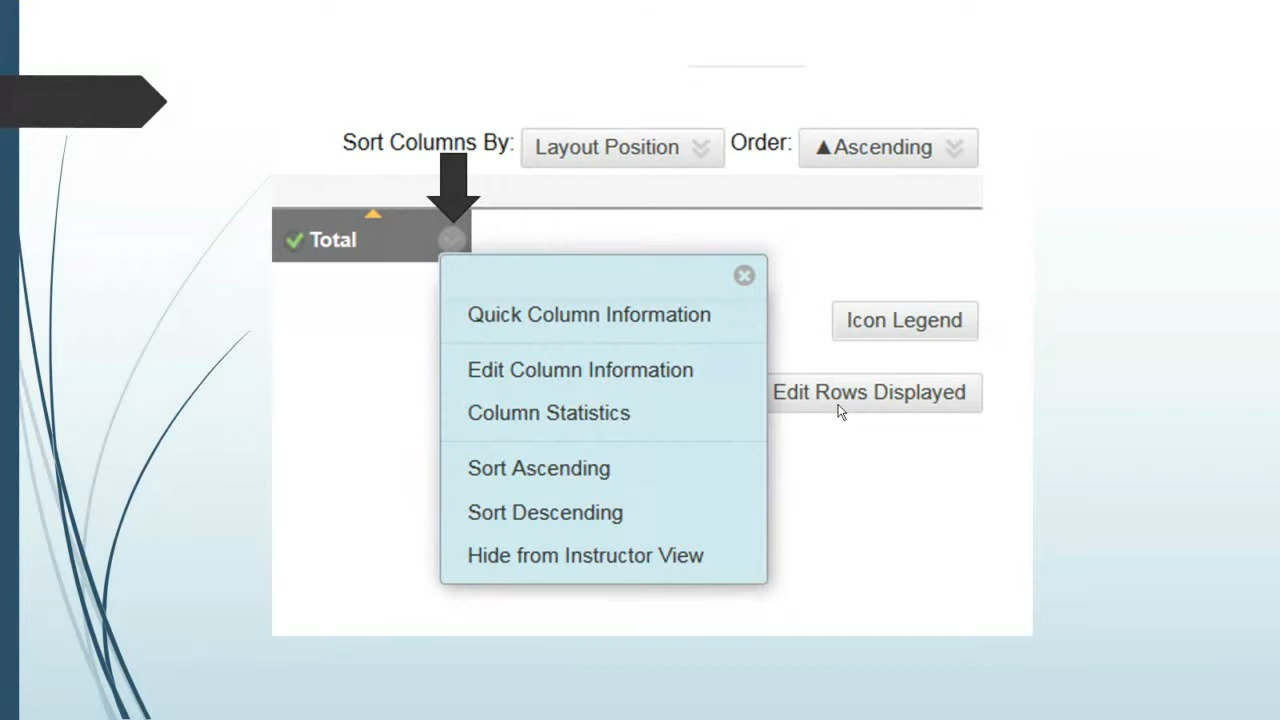 Sort Columns By: Layout Position Order: ▲Ascending
Total
Quick Column Information
Icon Legend
Edit Column Information
Edit Rows Displayed
Column Statistics
Sort Ascending
Sort Descending
Hide from Instructor View